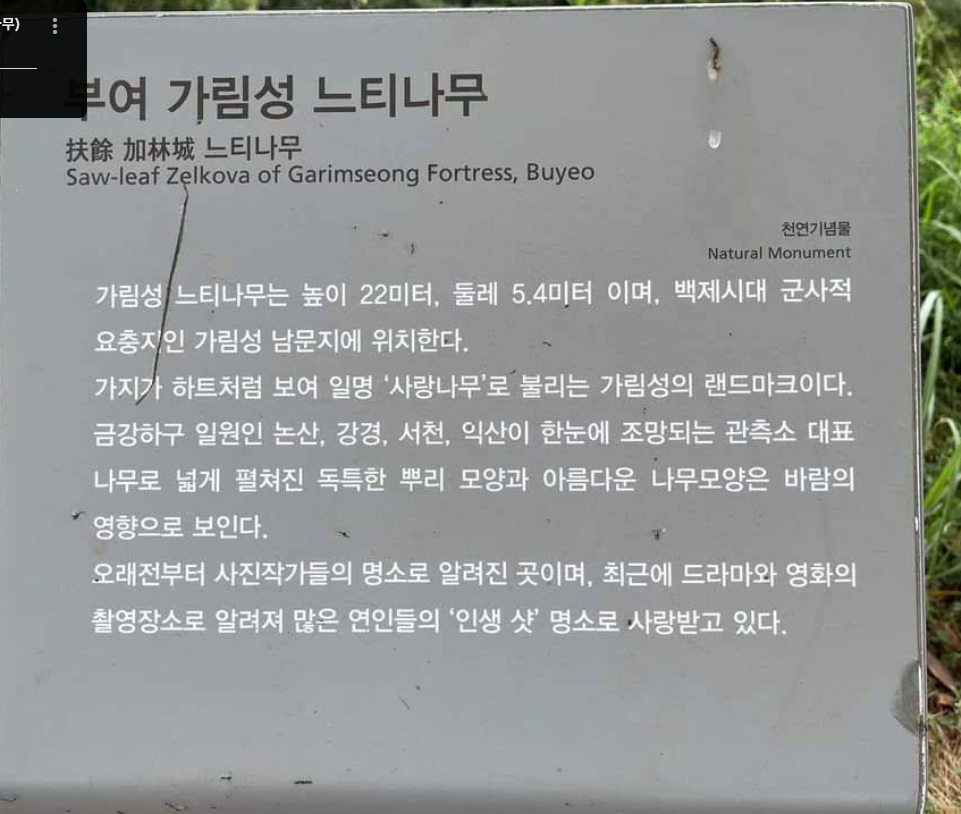 무)
부여 가림성 느티나무
扶餘 加林城 느티나무
Saw-leaf Zelkova of Garimseong Fortress, Buyeo
천연기념물
Natural Monument
가림성 느티나무는 높이 22미터, 둘레 5.4미터 이며, 백제시대 군사적
요충지인 가림성 남문지에 위치한다.
가지가 하트처럼 보여 일명 ‘사랑나무’로 불리는 가림성의 랜드마크이다.
금강하구 일원인 논산, 강경, 서천, 익산이 한눈에 조망되는 관측소 대표
나무로 넓게 펼쳐진 독특한 뿌리 모양과 아름다운 나무모양은 바람의
영향으로 보인다.
오래전부터 사진작가들의 명소로 알려진 곳이며, 최근에 드라마와 영화의
촬영장소로 알려져 많은 연인들의 ‘인생 샷’ 명소로 사랑받고 있다.